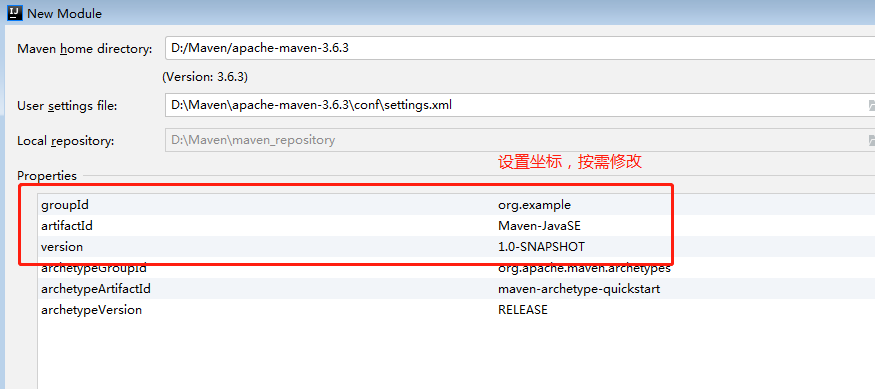 New Module
Maven home directory: D:/Maven/apache-maven-3.6.3
(Version: 3.6.3)
User settings file: D:\Maven\apache-maven-3.6.3\conf\settings.xml
Local repository: D:\Maven\maven_repository
设置坐标，按需修改
Properties
groupId org.example
artifactId Maven-JavaSE
version 1.0-SNAPSHOT
archetypeGroupId org.apache.maven.archetypes
archetypeArtifactId maven-archetype-quickstart
archetypeVersion RELEASE